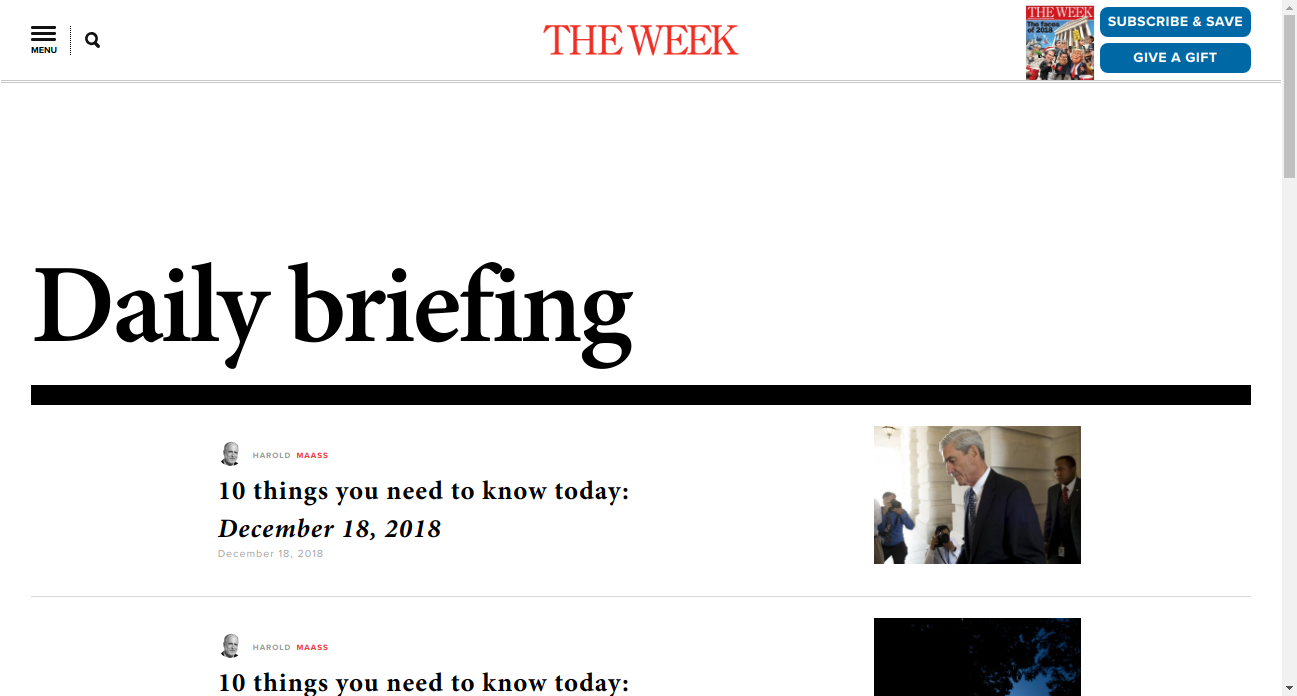 MENU
THE WEEK
THE WEEK
The faces
of 2018
SUBSCRIBE & SAVE
GIVE A GIFT
Daily briefing
HAROLD MAASS
10 things you need to know today:
December 18, 2018
December 18, 2018
HAROLD MAASS
10 things you need to know today: